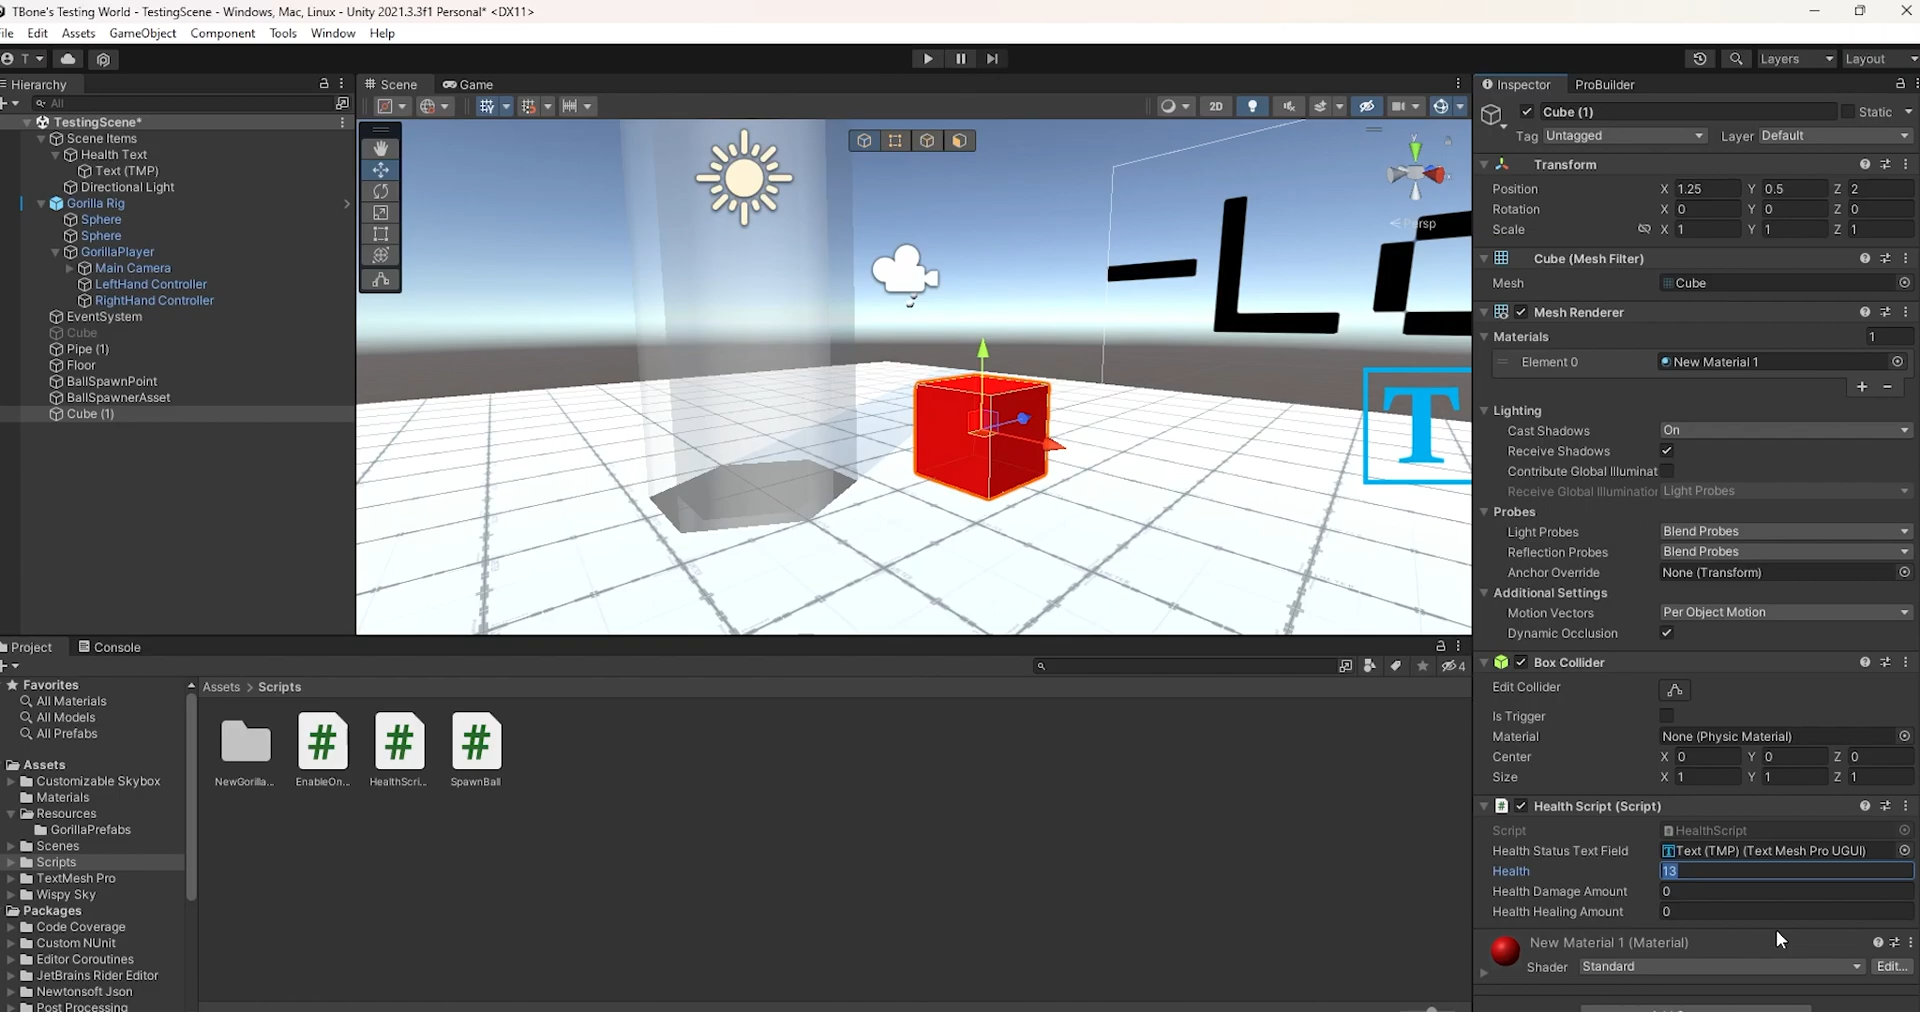 TBone's Testing World - TestingScene - Windows, Mac, Linux - Unity 2021.3.3f1 Personal* <DX11>
Edit Assets GameObject Component Tools Window Help
T Layers Layout
Hierarchy
All
TestingScene*
Scene Items
Health Text
Text (TMP)
Directional Light
Gorilla Rig
Sphere
Sphere
GorillaPlayer
Main Camera
LeftHand Controller
RightHand Controller
EventSystem
Cube
Pipe (1)
Floor
BallSpawnPoint
BallSpawnerAsset
Cube (1)
Scene Game
2D
y
Persp
T
Inspector ProBuilder
Cube (1) Static
Tag Untagged Layer Default
Transform
Position X 1.25 Y 0.5 Z 2
Rotation X 0 Y 0 Z 0
Scale X 1 Y 1 Z 1
Cube (Mesh Filter)
Mesh Cube
Mesh Renderer
Materials 1
Element 0 New Material 1
Lighting
Cast Shadows On
Receive Shadows
Contribute Global Illuminat
Receive Global Illumination Light Probes
Probes
Light Probes Blend Probes
Reflection Probes Blend Probes
Anchor Override None (Transform)
Additional Settings
Motion Vectors Per Object Motion
Dynamic Occlusion
Box Collider
Edit Collider
Is Trigger
Material None (Physic Material)
Center X 0 Y 0 Z 0
Size X 1 Y 1 Z 1
Health Script (Script)
Script HealthScript
Health Status Text Field Text (TMP) (Text Mesh Pro UGUI)
Health 13
Health Damage Amount 0
Health Healing Amount 0
New Material 1 (Material)
Shader Standard Edit...
Project Console
4
Favorites
All Materials
All Models
All Prefabs
Assets
Customizable Skybox
Materials
Resources
GorillaPrefabs
Scenes
Scripts
TextMesh Pro
Wispy Sky
Packages
Code Coverage
Custom NUnit
Editor Coroutines
JetBrains Rider Editor
Newtonsoft Json
Post Processing
Assets > Scripts
NewGorilla... EnableOn... HealthScri... SpawnBall